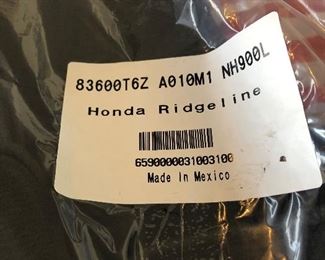 83600T6Z A010M1 NH900L
Honda Ridgeline
6590000031003100
Made In Mexico